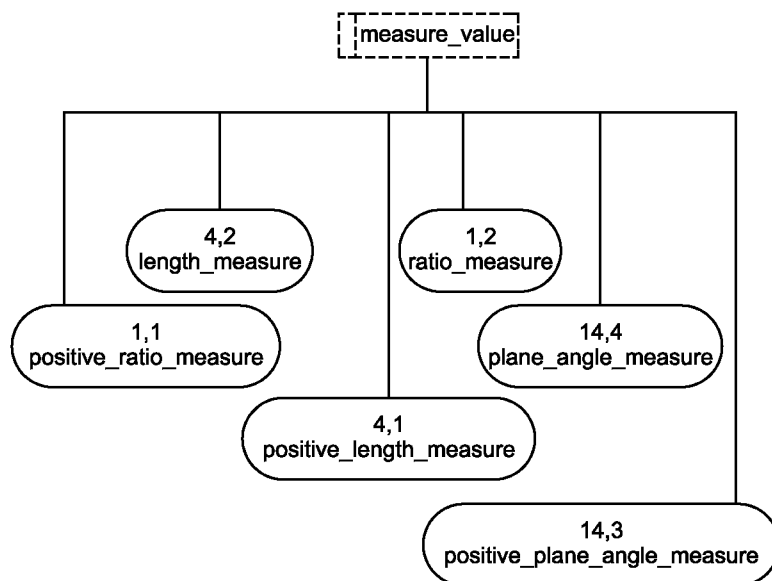 measure_value
4,2
length_measure
1,2
ratio_measure
1,1
positive_ratio_measure
14,4
plane_angle_measure
4,1
positive_length_measure
14,3
positive_plane_angle_measure